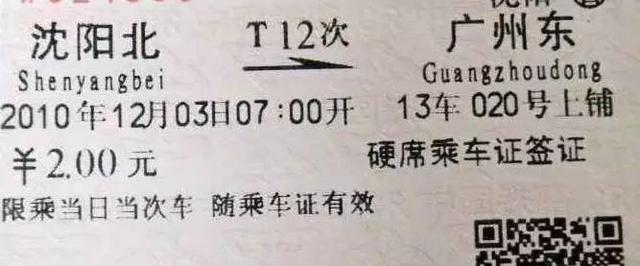 沈阳北 T12次 广州东
Shenyangbei Guangzhoudong
2010年12月03日07:00开 13车 020号上铺
￥2.00元 硬席乘车证签证
限乘当日当次车 随乘车证有效